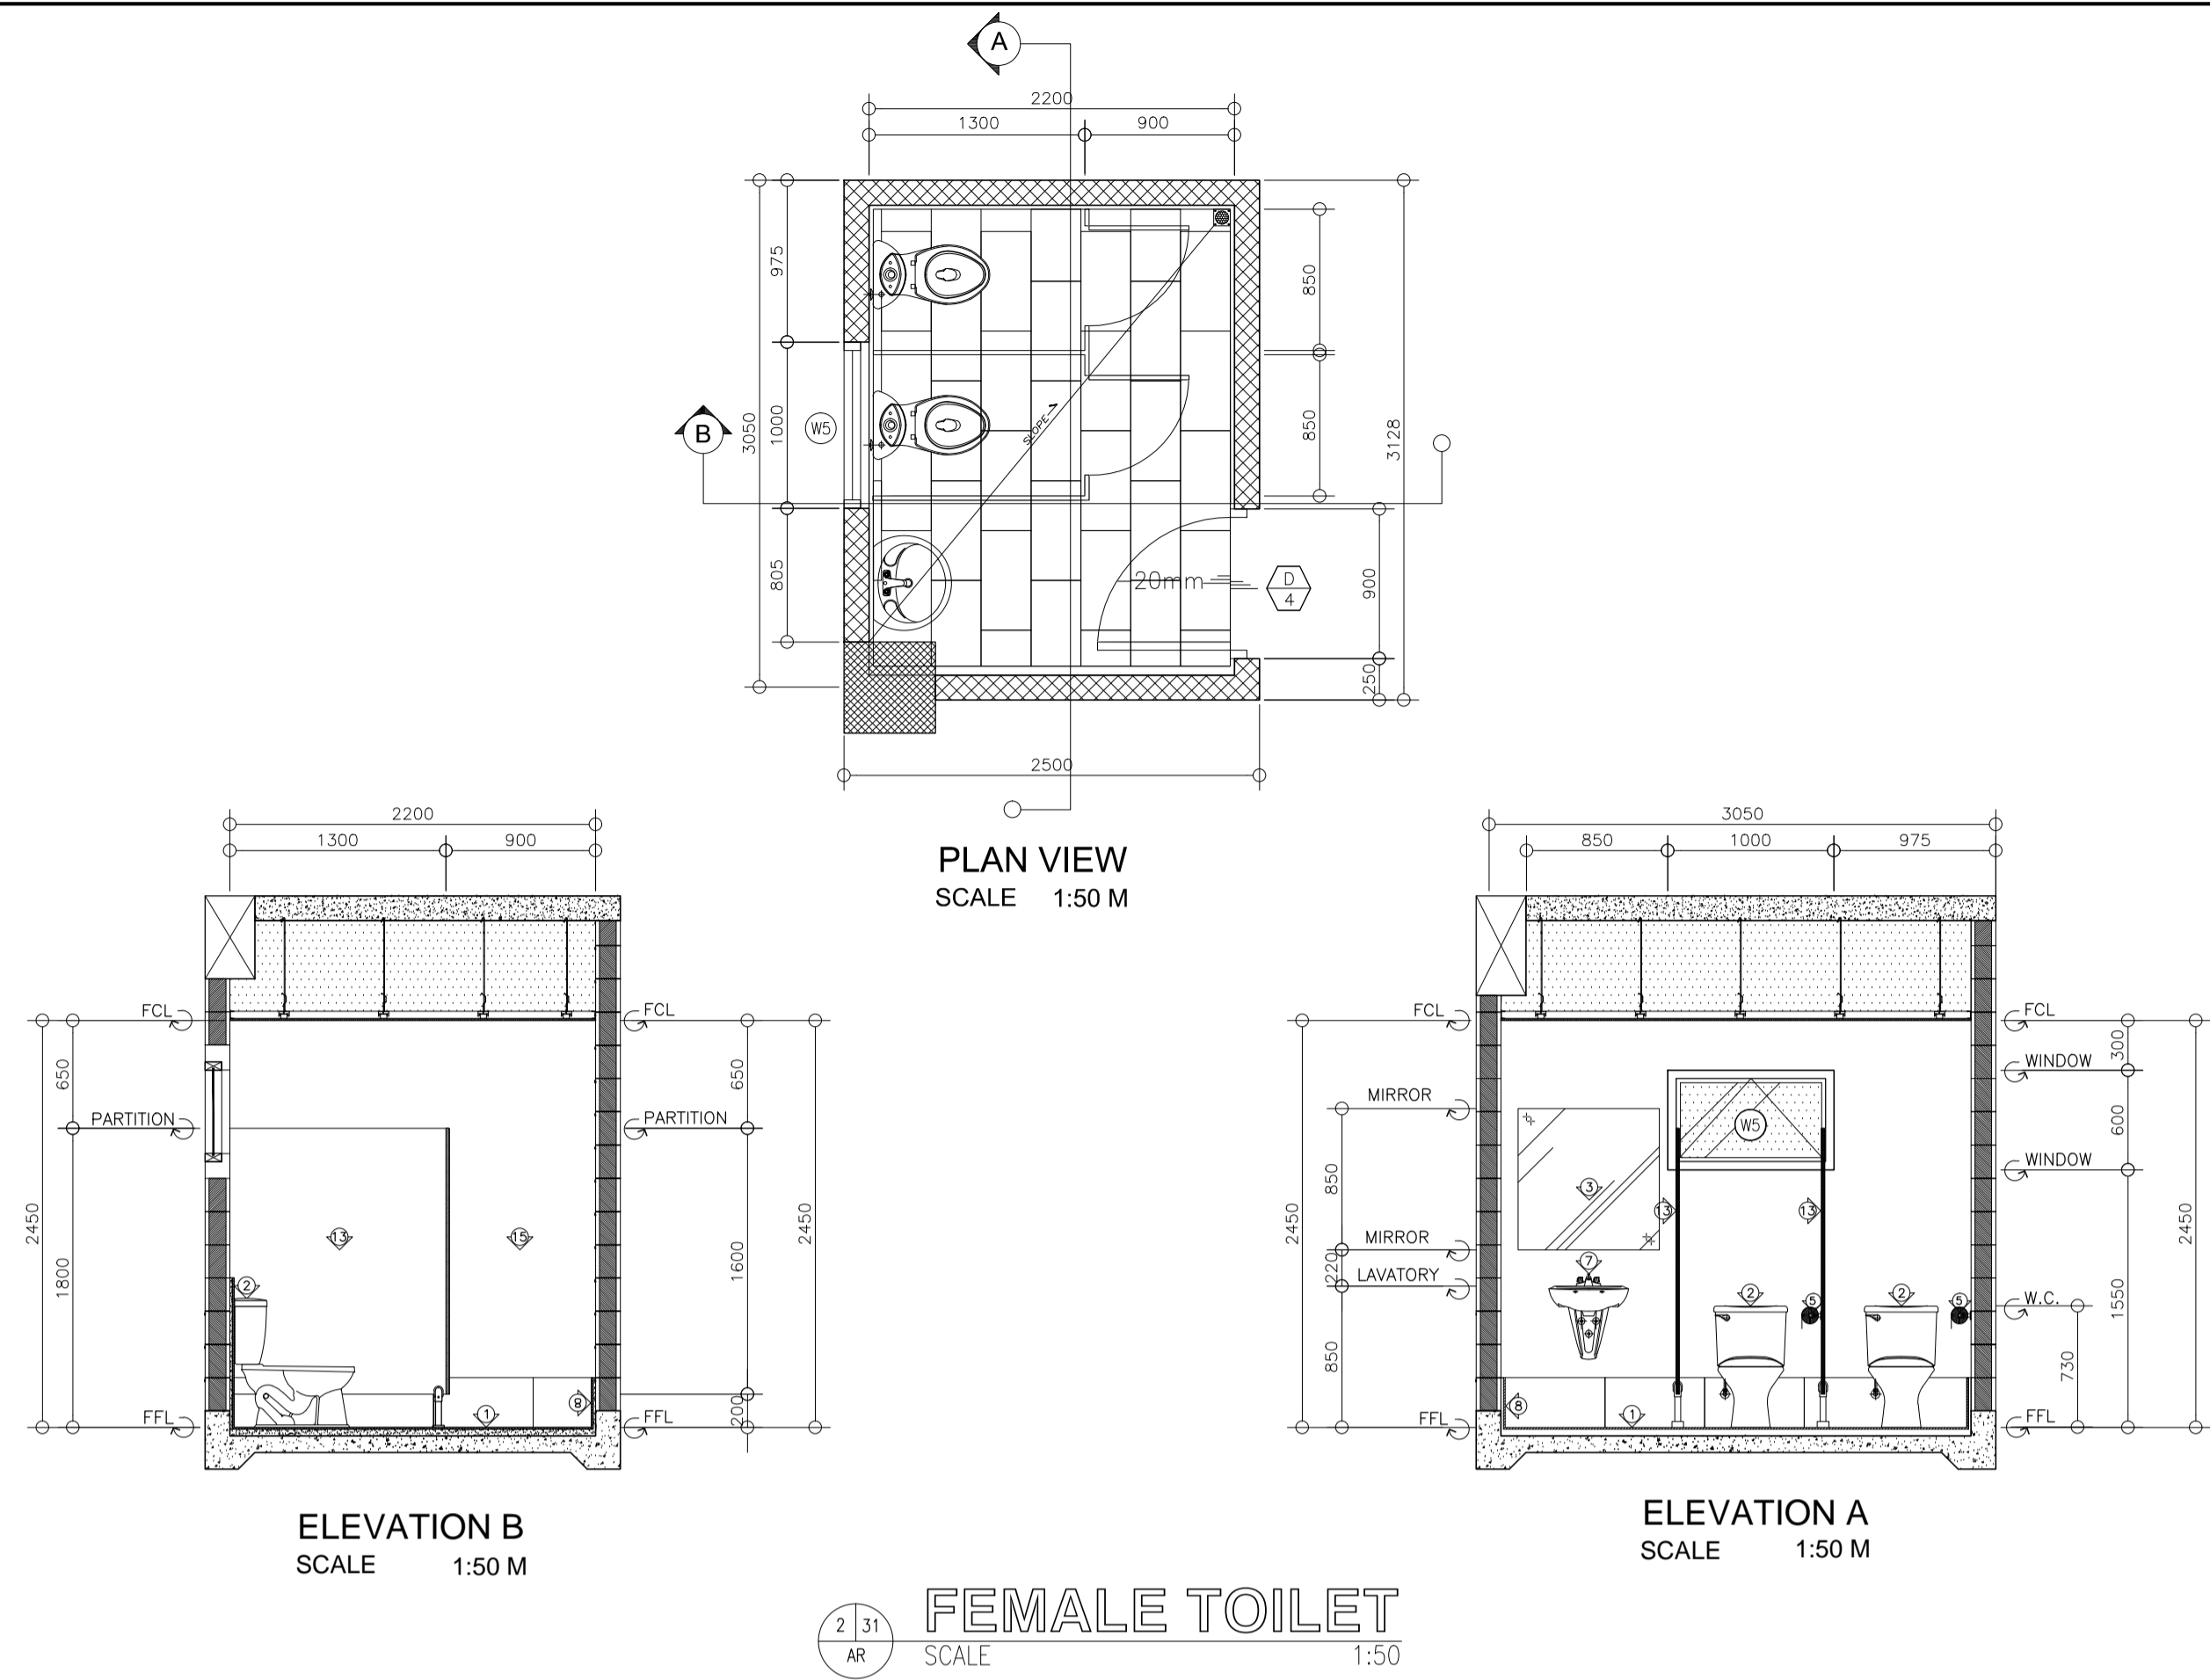 A
2200
1300 900
975
1000
805
3050
W5
B
SLOPE
20mm
D
4
850
850
3128
900
250
2500
PLAN VIEW
SCALE 1:50 M
2200
1300 900
FCL
FCL
650
650
PARTITION
PARTITION
2450
1800
1600
2450
13
15
2
8
1
200
FFL
FFL
ELEVATION B
SCALE 1:50 M
3050
850 1000 975
FCL
FCL
300
WINDOW
MIRROR
600
W5
WINDOW
850
3
13
13
2450
2450
MIRROR
220
7
LAVATORY
2
5
2
5
W.C.
1550
850
730
8
1
FFL
FFL
ELEVATION A
SCALE 1:50 M
2 31
AR
FEMALE TOILET
SCALE 1:50